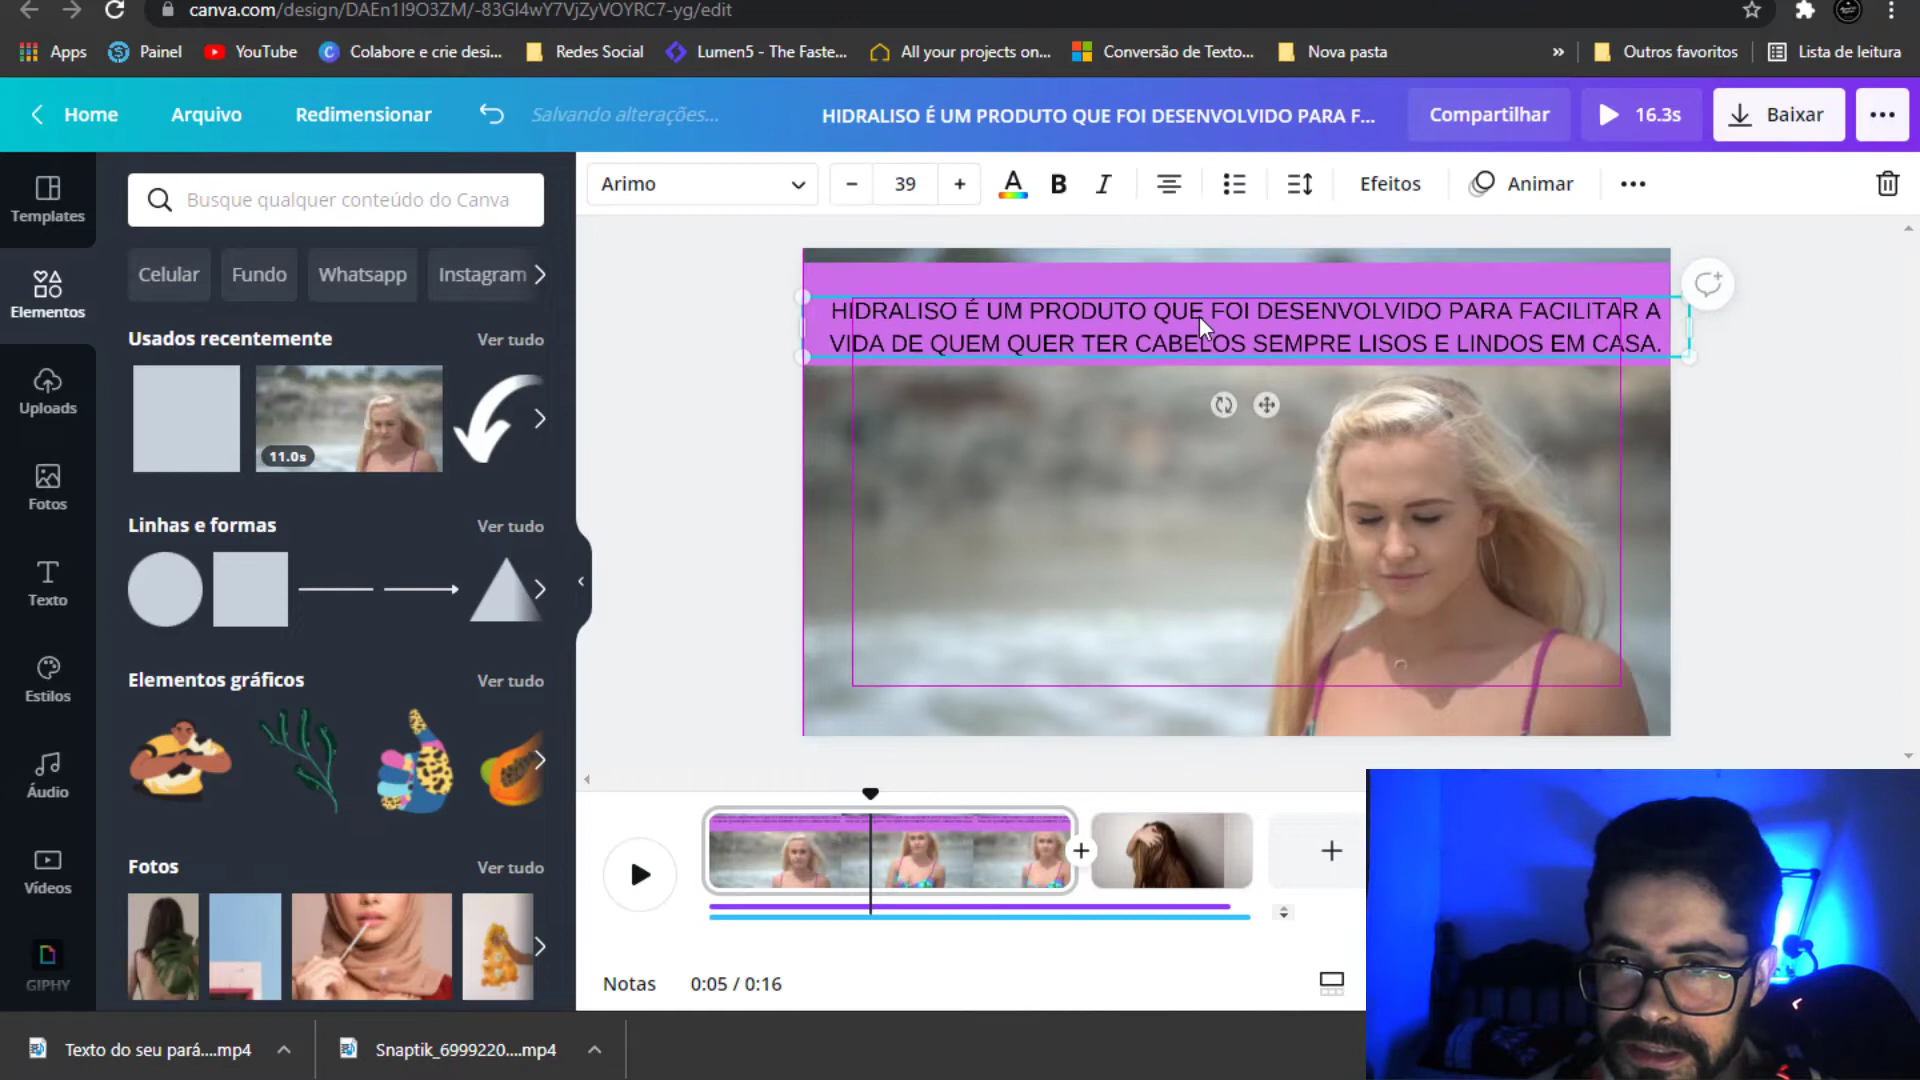 canva.com/design/DAEn1I9O3ZM/-83GI4wY7VjZyVOYRC7-yg/edit
Apps
Painel
YouTube
Colabore e crie desi...
Redes Social
Lumen5 - The Faste...
All your projects on...
Conversão de Texto...
Nova pasta
»
Outros favoritos
Lista de leitura
Home
Arquivo
Redimensionar
Salvando alterações...
HIDRALISO É UM PRODUTO QUE FOI DESENVOLVIDO PARA F...
Compartilhar
16.3s
Baixar
Templates
Elementos
Uploads
Fotos
Texto
Estilos
Áudio
Vídeos
GIPHY
Busque qualquer conteúdo do Canva
Celular
Fundo
Whatsapp
Instagram
Usados recentemente
Ver tudo
11.0s
Linhas e formas
Ver tudo
Elementos gráficos
Ver tudo
Fotos
Ver tudo
Arimo
39
A
B
I
Efeitos
Animar
HIDRALISO É UM PRODUTO QUE FOI DESENVOLVIDO PARA FACILITAR A
VIDA DE QUEM QUER TER CABELOS SEMPRE LISOS E LINDOS EM CASA.
Notas
0:05 / 0:16
Texto do seu pará....mp4
Snaptik_6999220....mp4